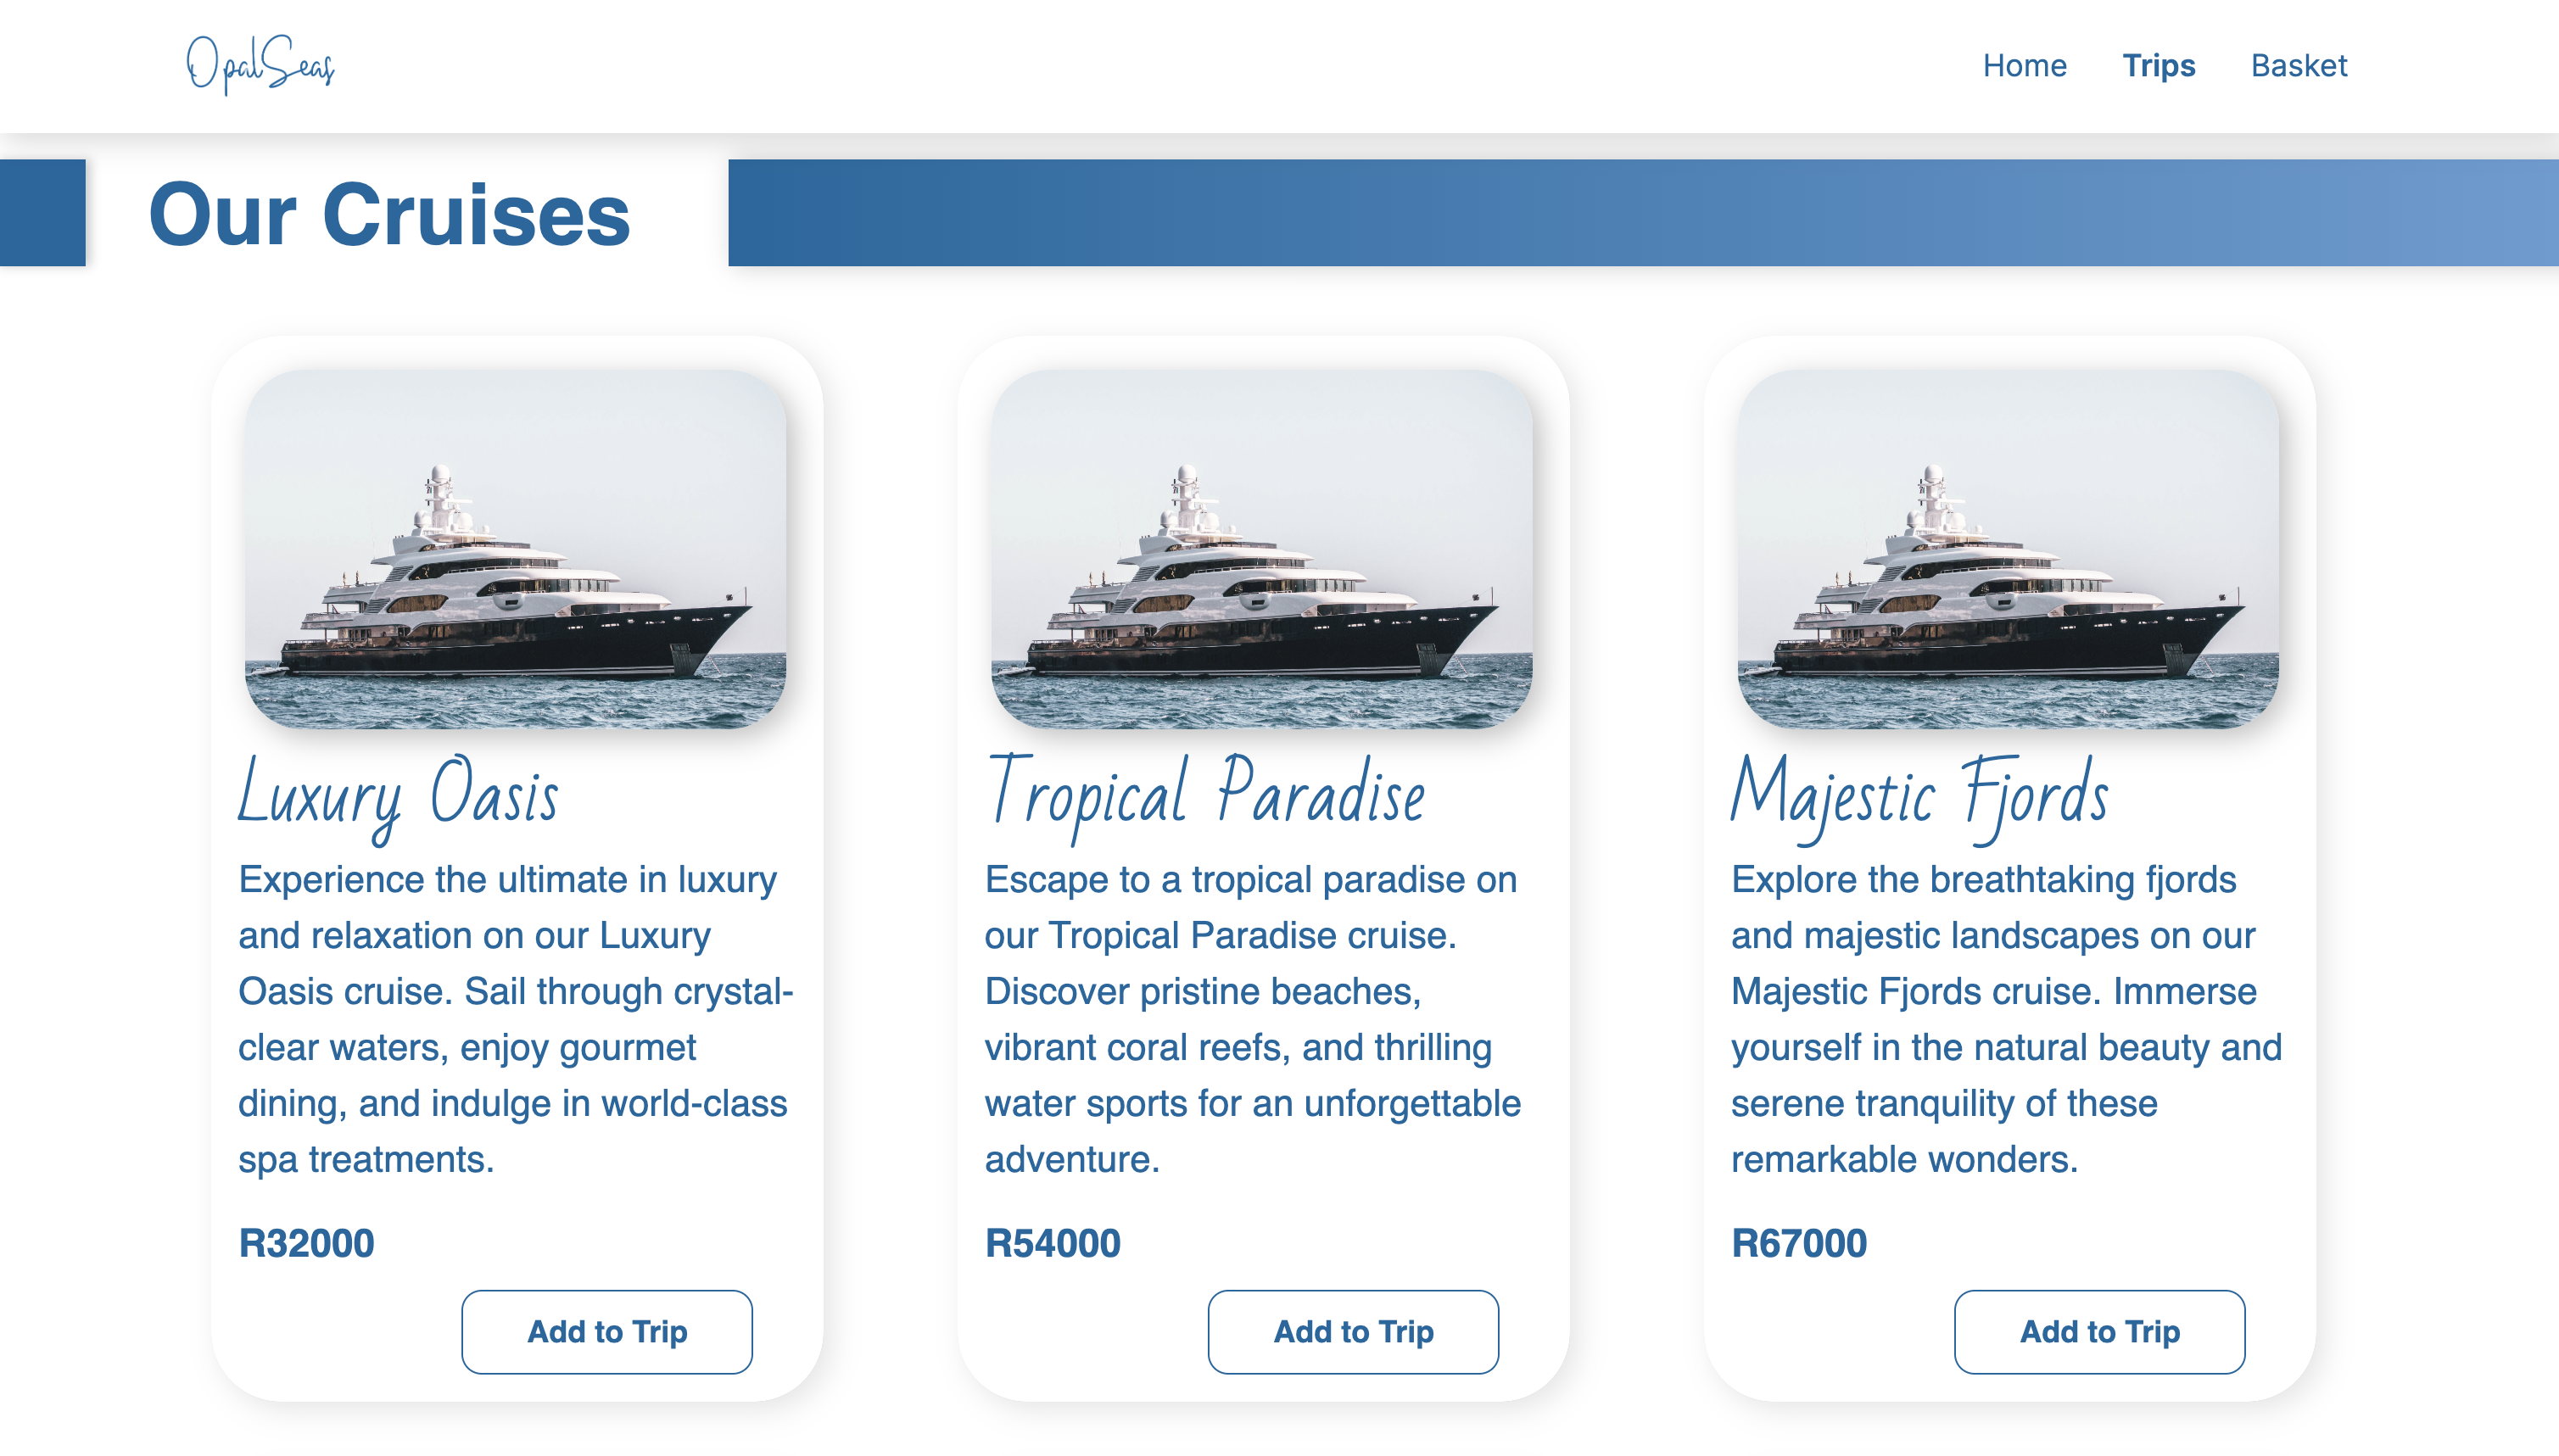 OpalSeas
Home Trips Basket
Our Cruises
Luxury Oasis
Experience the ultimate in luxury
and relaxation on our Luxury
Oasis cruise. Sail through crystal-
clear waters, enjoy gourmet
dining, and indulge in world-class
spa treatments.
R32000
Add to Trip
Tropical Paradise
Escape to a tropical paradise on
our Tropical Paradise cruise.
Discover pristine beaches,
vibrant coral reefs, and thrilling
water sports for an unforgettable
adventure.
R54000
Add to Trip
Majestic Fjords
Explore the breathtaking fjords
and majestic landscapes on our
Majestic Fjords cruise. Immerse
yourself in the natural beauty and
serene tranquility of these
remarkable wonders.
R67000
Add to Trip